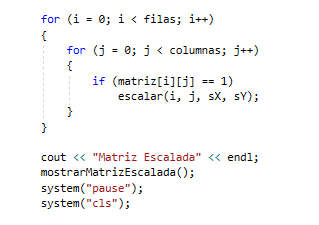 for (i = 0; i < filas; i++)
{
for (j = 0; j < columnas; j++)
{
if (matriz[i][j] == 1)
escalar(i, j, sX, sY);
}
}
cout << "Matriz Escalada" << endl;
mostrarMatrizEscalada();
system("pause");
system("cls");